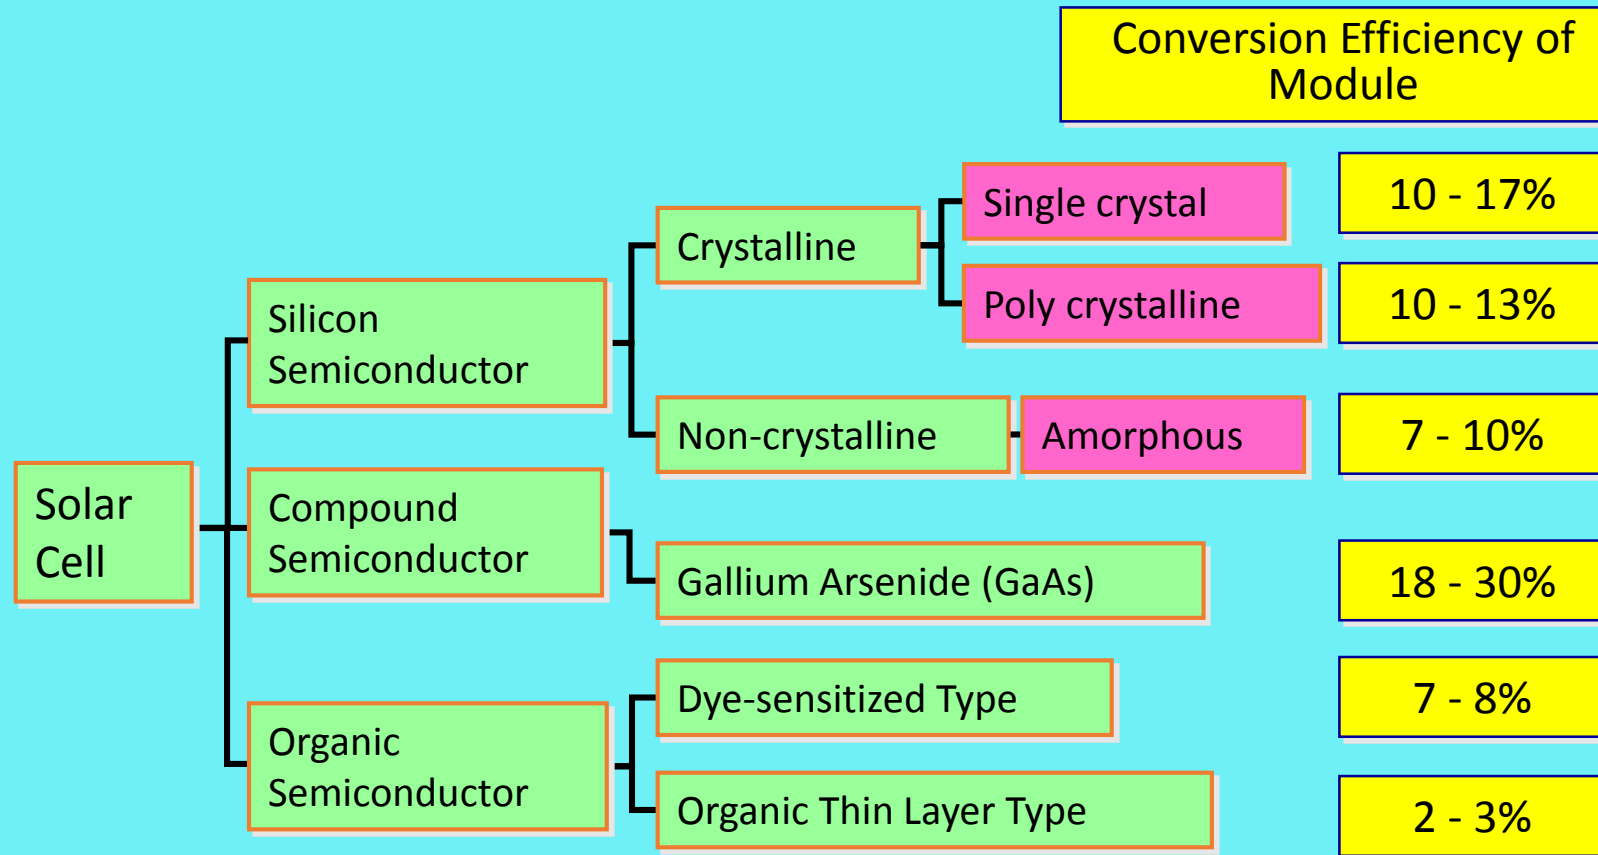 Conversion Efficiency of
Module
Single crystal
10 - 17%
Crystalline
Poly crystalline
10 - 13%
Silicon
Semiconductor
Non-crystalline
Amorphous
7 - 10%
Solar
Cell
Compound
Semiconductor
Gallium Arsenide (GaAs)
18 - 30%
Dye-sensitized Type
7 - 8%
Organic
Semiconductor
Organic Thin Layer Type
2 - 3%